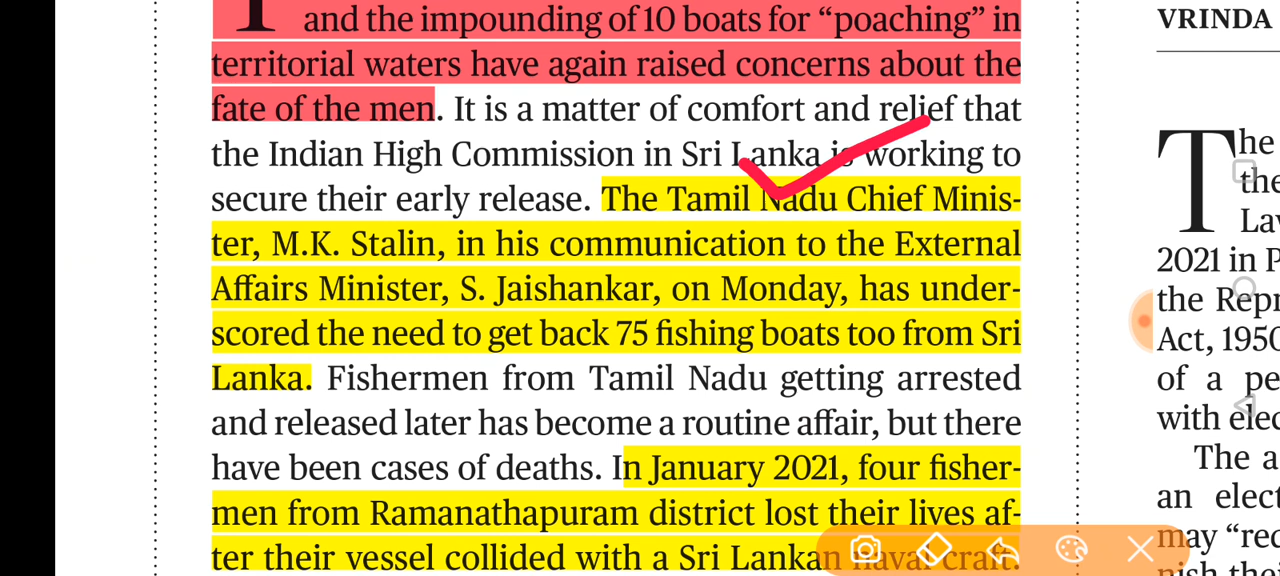 T and the impounding of 10 boats for “poaching” in
territorial waters have again raised concerns about the
fate of the men. It is a matter of comfort and relief that
the Indian High Commission in Sri Lanka is working to
secure their early release. The Tamil Nadu Chief Minis-
ter, M.K. Stalin, in his communication to the External
Affairs Minister, S. Jaishankar, on Monday, has under-
scored the need to get back 75 fishing boats too from Sri
Lanka. Fishermen from Tamil Nadu getting arrested
and released later has become a routine affair, but there
have been cases of deaths. In January 2021, four fisher-
men from Ramanathapuram district lost their lives af-
ter their vessel collided with a Sri Lankan naval craft.
VRINDA
The
the
Law
2021 in P
the Repr
Act, 1950
of a pe
with elec
The a
an elect
may “rec
nish thei